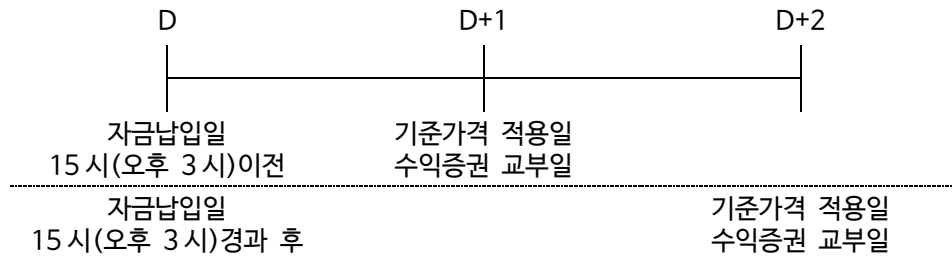 D D+1 D+2
자금납입일 기준가격 적용일
15시(오후 3시)이전 수익증권 교부일
자금납입일 기준가격 적용일
15시(오후 3시)경과 후 수익증권 교부일